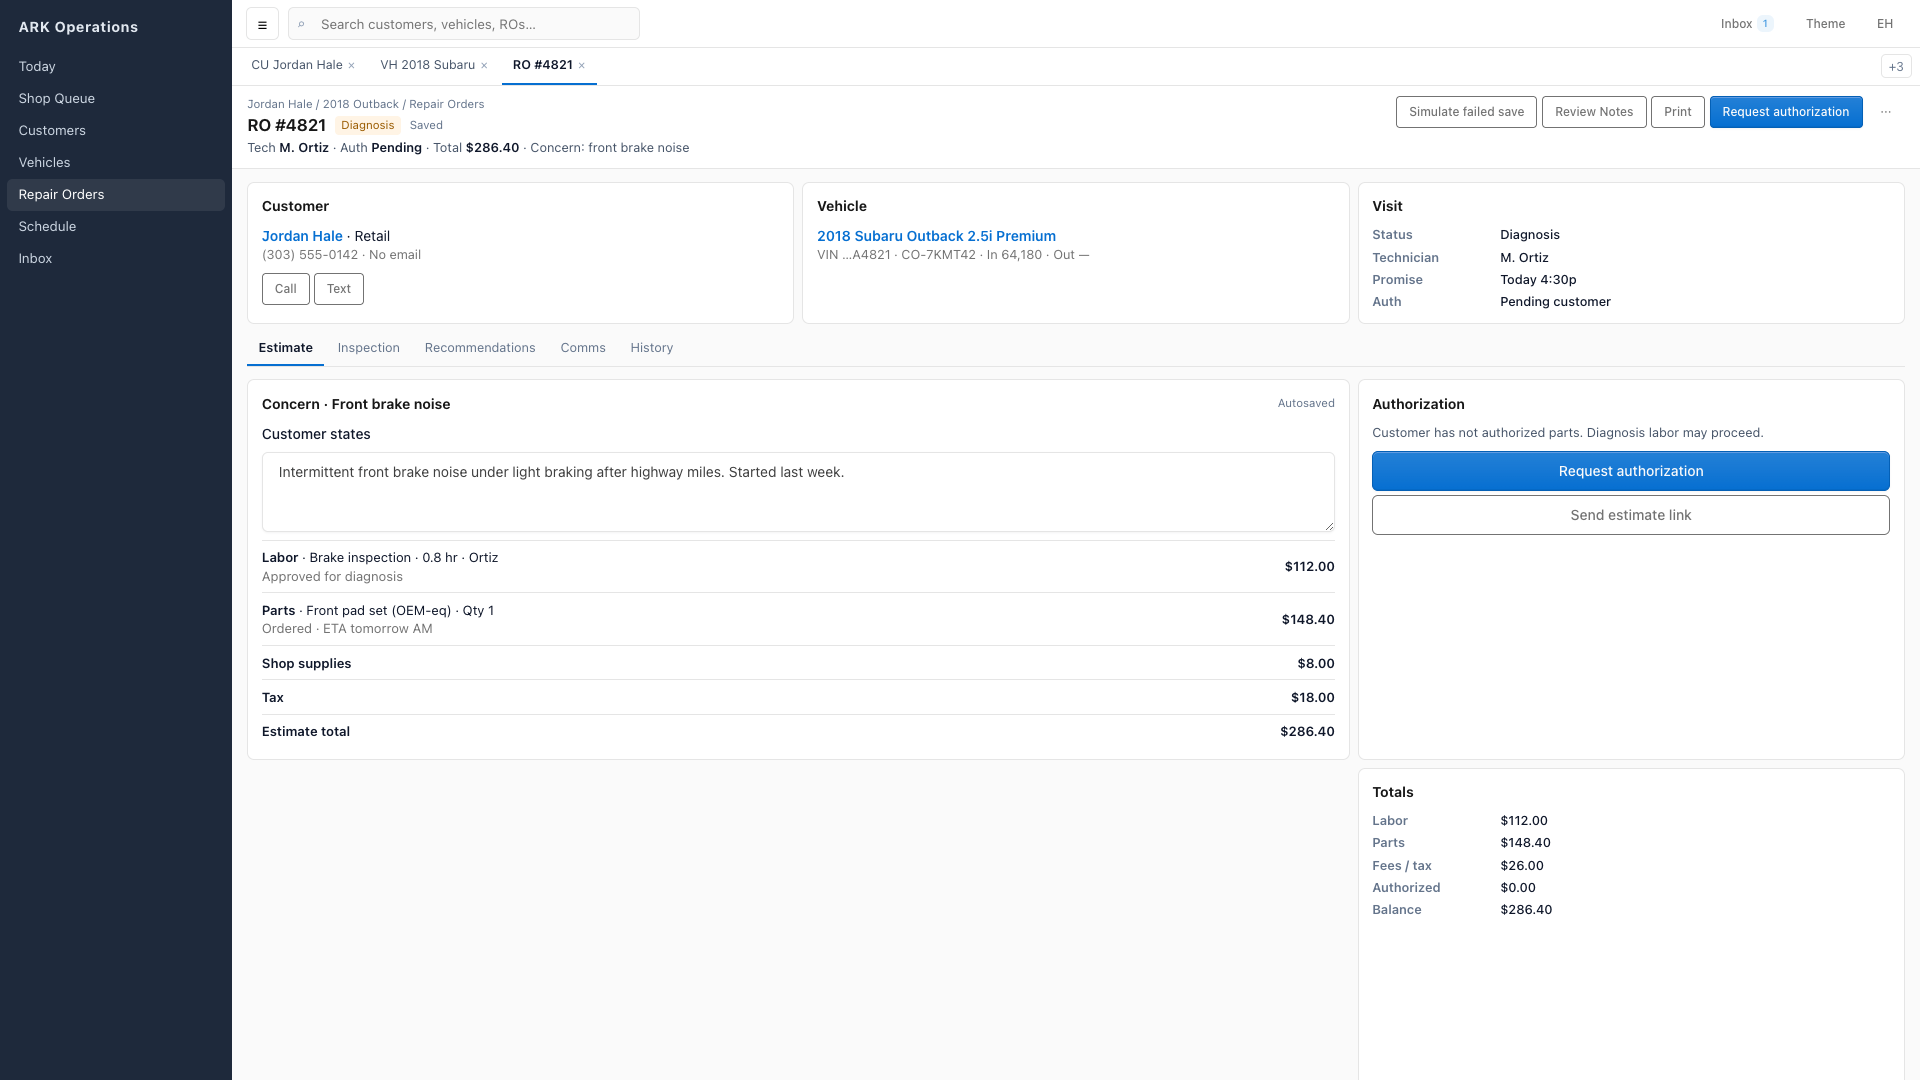 ARK Operations
Today
Shop Queue
Customers
Vehicles
Repair Orders
Schedule
Inbox
☰
Search customers, vehicles, ROs…
Inbox 1
Theme
EH
CU Jordan Hale ×
VH 2018 Subaru ×
RO #4821 ×
+3
Jordan Hale / 2018 Outback / Repair Orders
RO #4821 Diagnosis Saved
Tech M. Ortiz · Auth Pending · Total $286.40 · Concern: front brake noise
Simulate failed save
Review Notes
Print
Request authorization
…
Customer
Jordan Hale · Retail
(303) 555-0142 · No email
Call
Text
Vehicle
2018 Subaru Outback 2.5i Premium
VIN …A4821 · CO-7KMT42 · In 64,180 · Out —
Visit
Status Diagnosis
Technician M. Ortiz
Promise Today 4:30p
Auth Pending customer
Estimate
Inspection
Recommendations
Comms
History
Concern · Front brake noise
Autosaved
Customer states
Intermittent front brake noise under light braking after highway miles. Started last week.
Labor · Brake inspection · 0.8 hr · Ortiz
Approved for diagnosis
$112.00
Parts · Front pad set (OEM-eq) · Qty 1
Ordered · ETA tomorrow AM
$148.40
Shop supplies $8.00
Tax $18.00
Estimate total $286.40
Authorization
Customer has not authorized parts. Diagnosis labor may proceed.
Request authorization
Send estimate link
Totals
Labor $112.00
Parts $148.40
Fees / tax $26.00
Authorized $0.00
Balance $286.40